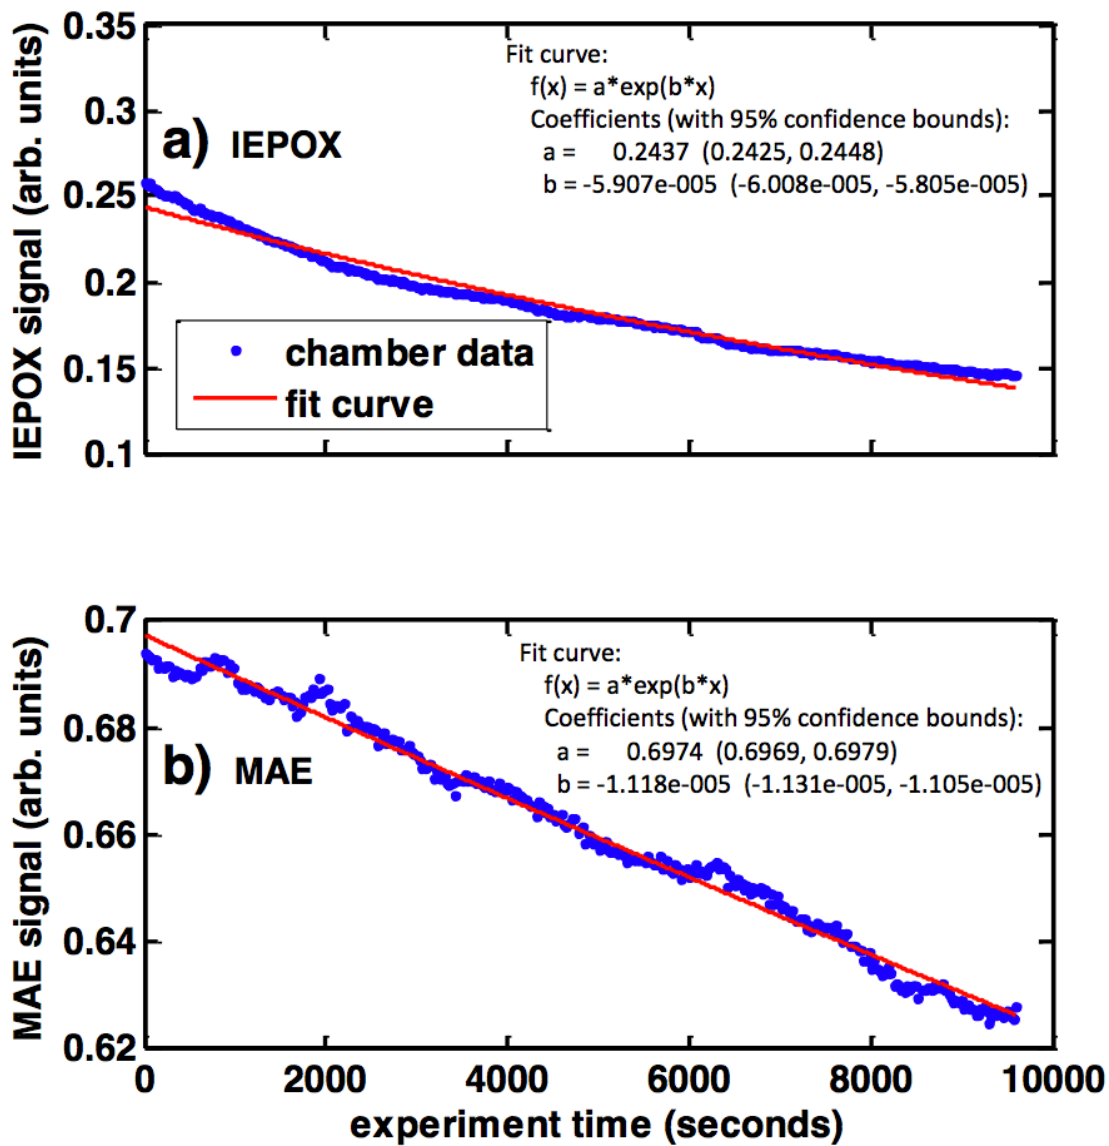 0.35
0.3
0.25
0.2
0.15
0.1
IEPOX signal (arb. units)
a) IEPOX
Fit curve:
f(x) = a*exp(b*x)
Coefficients (with 95% confidence bounds):
a = 0.2437 (0.2425, 0.2448)
b = -5.907e-005 (-6.008e-005, -5.805e-005)
chamber data
fit curve
0.7
0.68
0.66
0.64
0.62
MAE signal (arb. units)
b) MAE
Fit curve:
f(x) = a*exp(b*x)
Coefficients (with 95% confidence bounds):
a = 0.6974 (0.6969, 0.6979)
b = -1.118e-005 (-1.131e-005, -1.105e-005)
0 2000 4000 6000 8000 10000
experiment time (seconds)